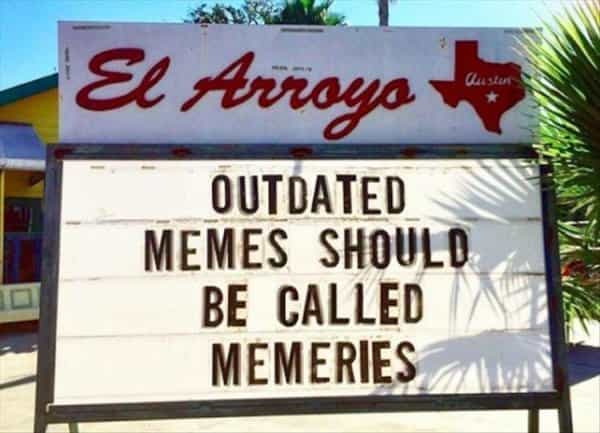 El Arroyo
Austin
OUTDATED
MEMES SHOULD
BE CALLED
MEMERIES